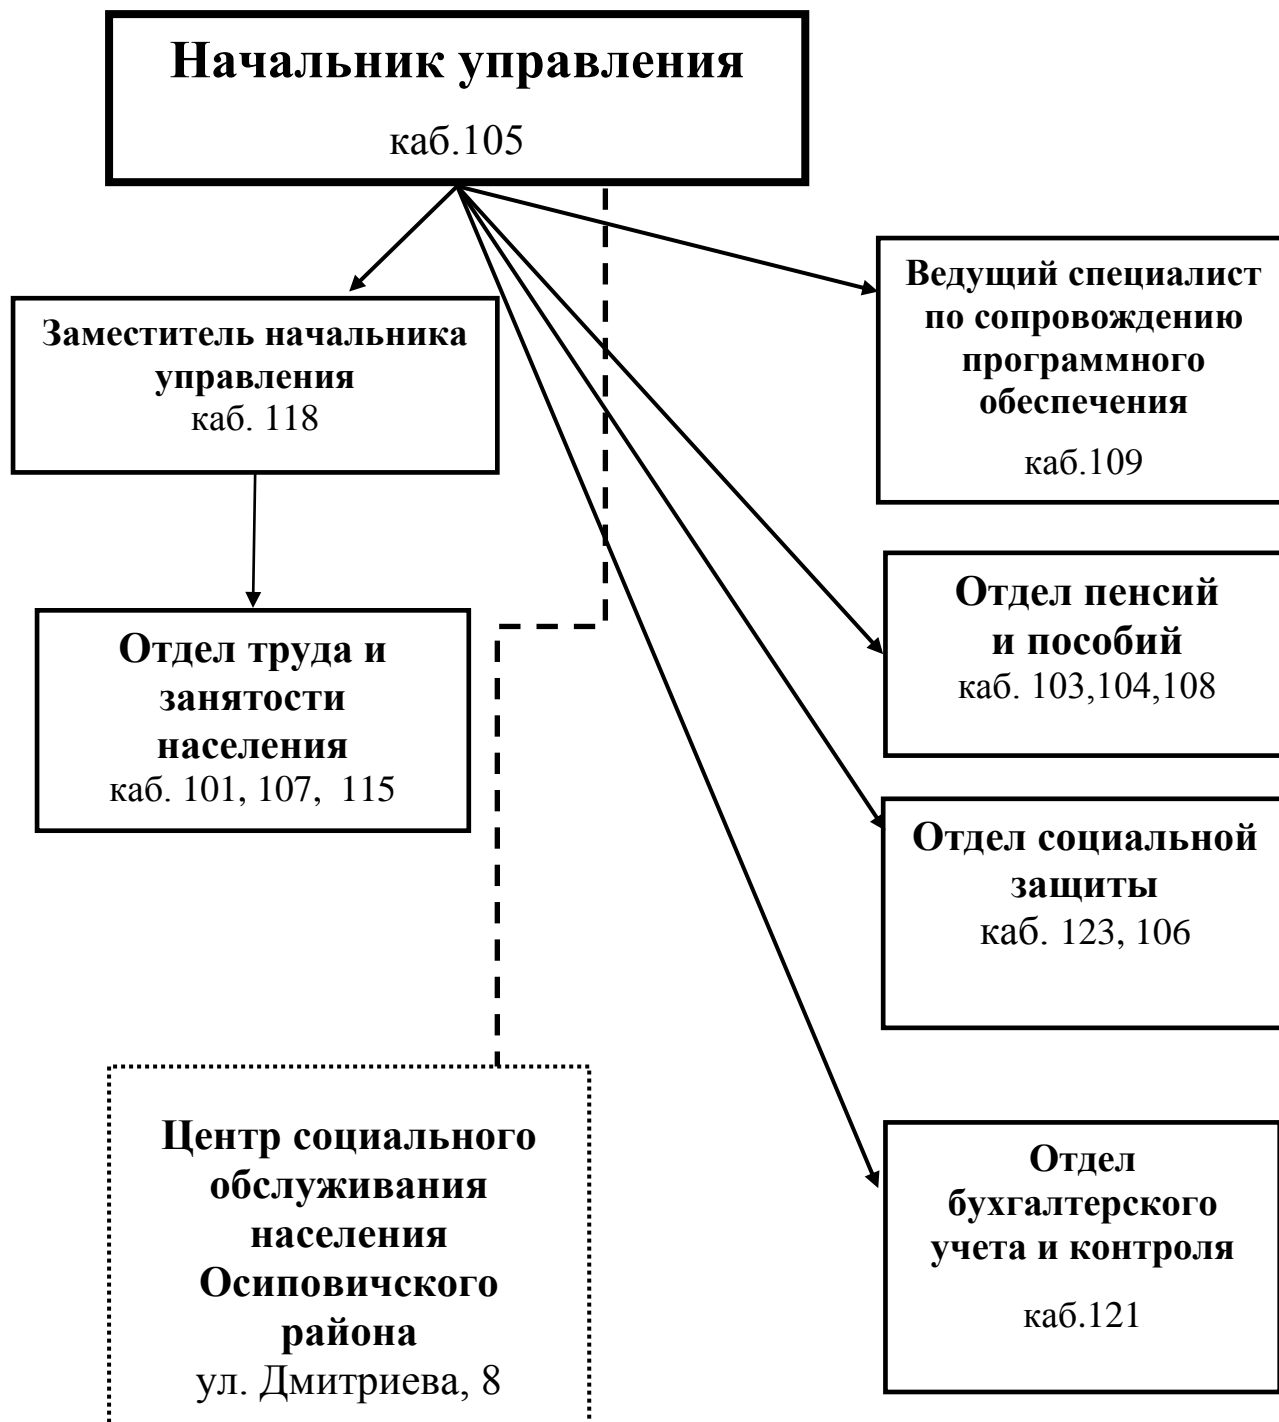 Начальник управления
каб.105
Заместитель начальника
управления
каб. 118
Ведущий специалист
по сопровождению
программного
обеспечения
каб.109
Отдел труда и
занятости
населения
каб. 101, 107,  115
Отдел пенсий
и пособий
каб. 103,104,108
Отдел социальной
защиты
каб. 123, 106
Центр социального
обслуживания
населения
Осиповичского
района
ул. Дмитриева, 8
Отдел
бухгалтерского
учета и контроля
каб.121